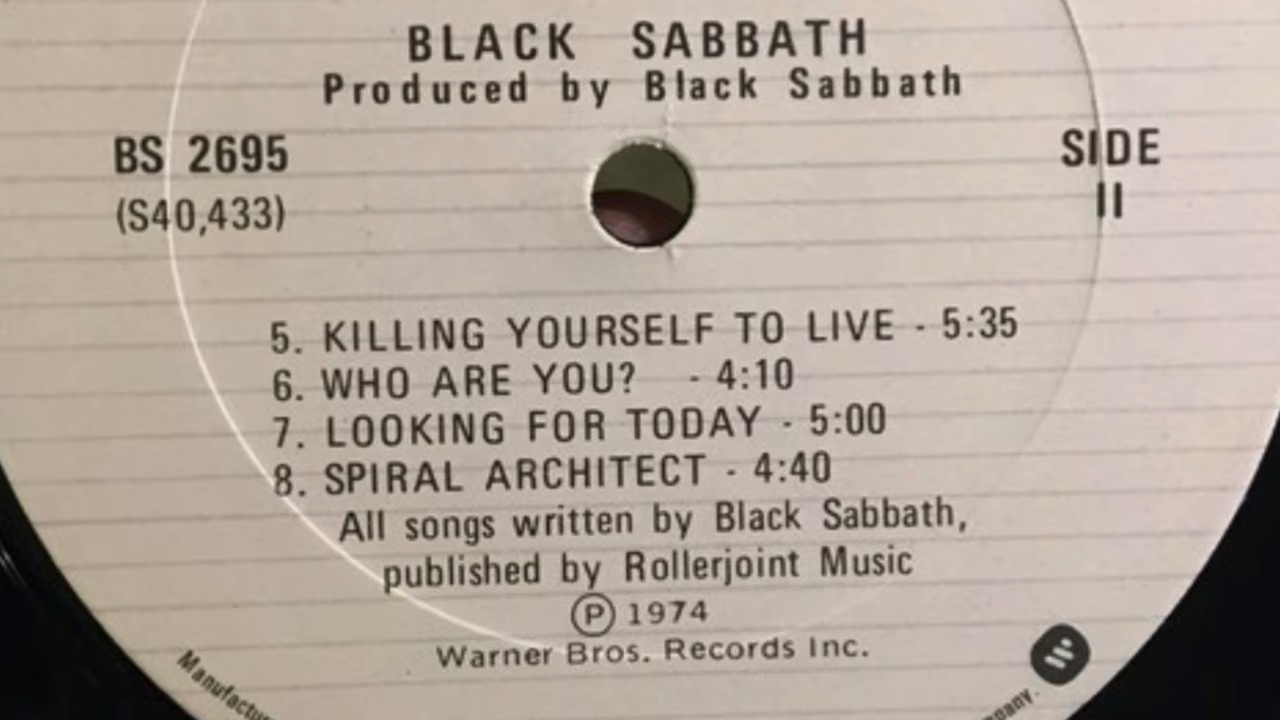 BLACK SABBATH
Produced by Black Sabbath
BS 2695
(S40,433)
SIDE
II
5. KILLING YOURSELF TO LIVE - 5:35
6. WHO ARE YOU? - 4:10
7. LOOKING FOR TODAY - 5:00
8. SPIRAL ARCHITECT - 4:40
All songs written by Black Sabbath,
published by Rollerjoint Music
Ⓟ 1974
Warner Bros. Records Inc.